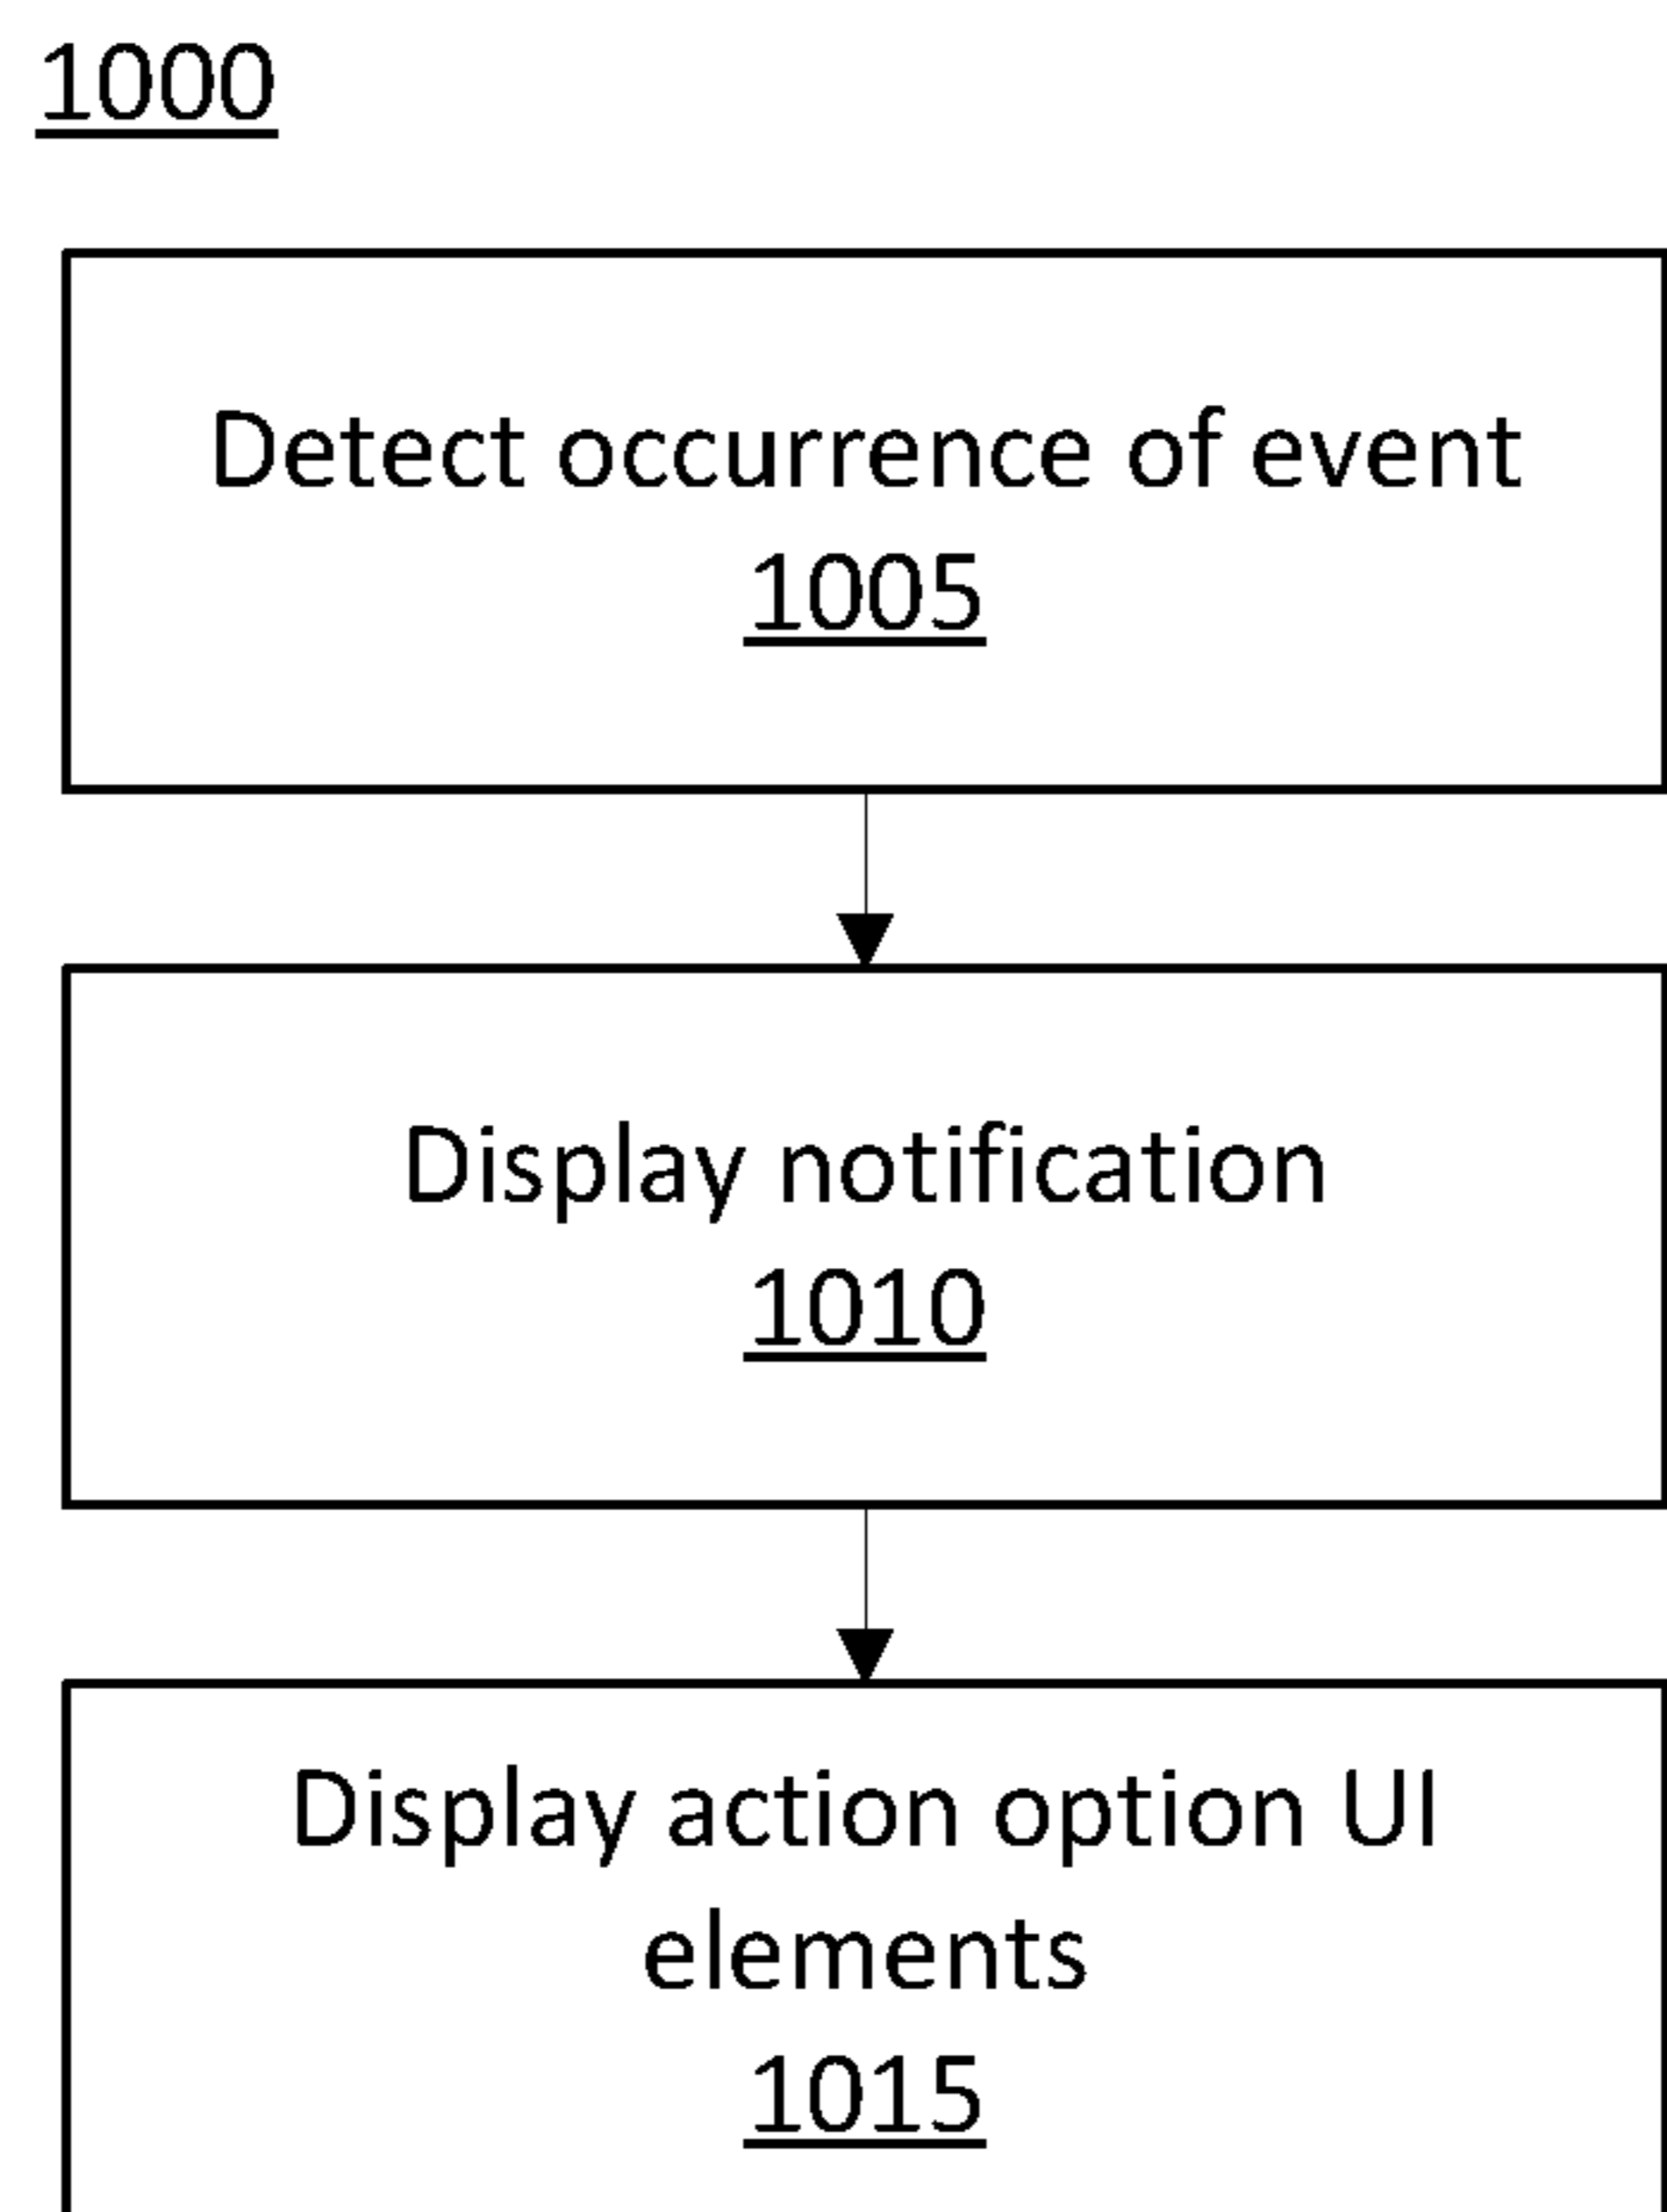 1000
Detect occurrence of event
1005
Display notification
1010
Display action option UI
elements
1015